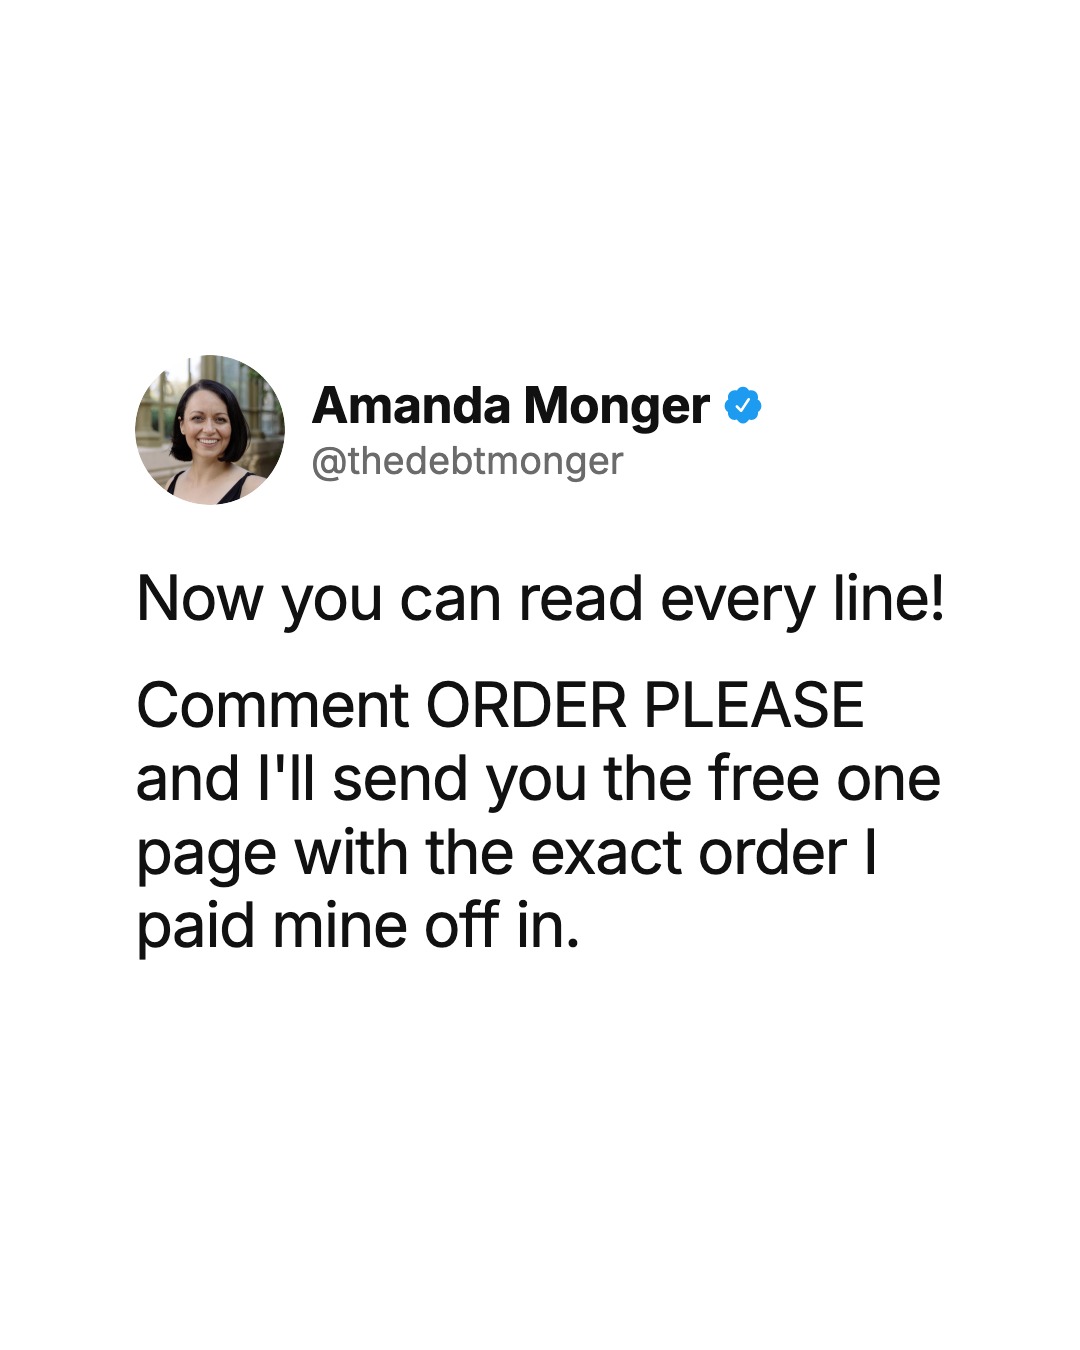 Amanda Monger
@thedebtmonger
Now you can read every line!
Comment ORDER PLEASE
and I'll send you the free one
page with the exact order I
paid mine off in.